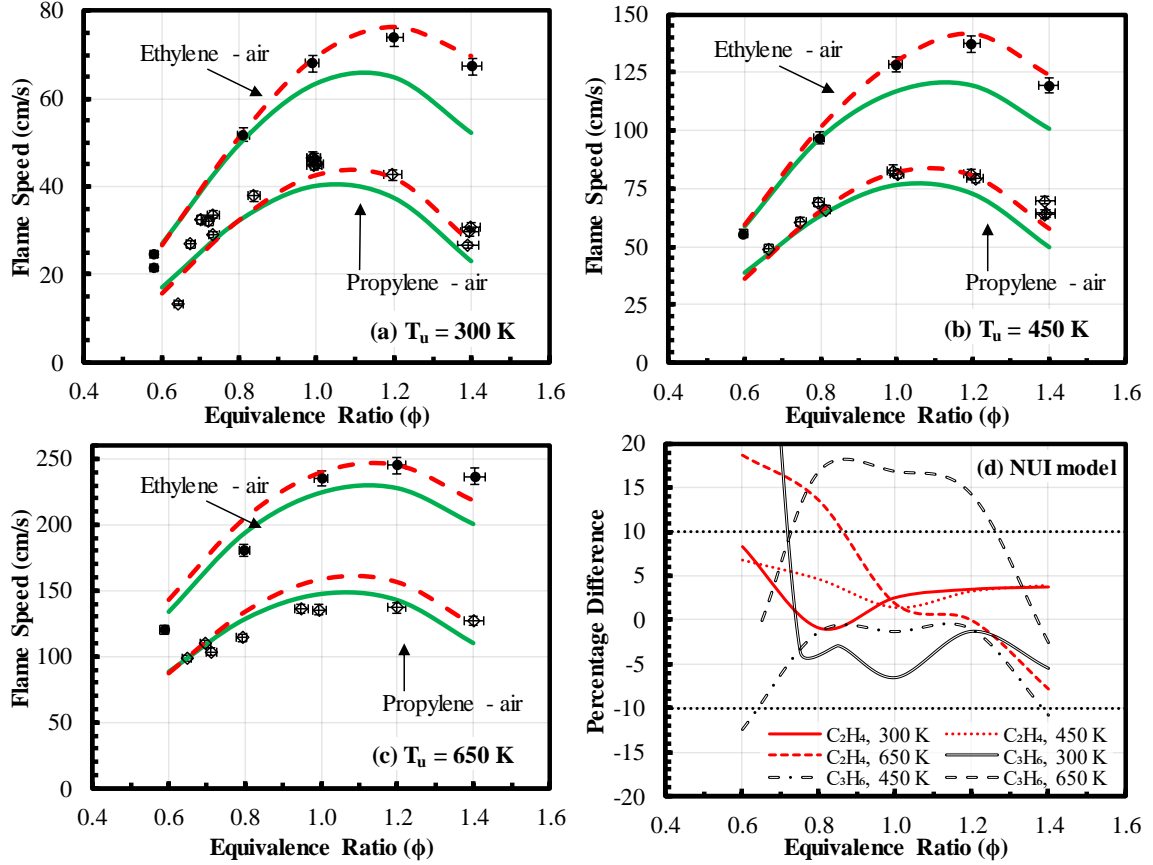 80
60
40
20
0
Flame Speed (cm/s)
Ethylene - air
Propylene - air
(a) Tᵤ = 300 K
0.4 0.6 0.8 1.0 1.2 1.4 1.6
Equivalence Ratio (ϕ)
150
125
100
75
50
25
0
Flame Speed (cm/s)
Ethylene - air
Propylene - air
(b) Tᵤ = 450 K
0.4 0.6 0.8 1.0 1.2 1.4 1.6
Equivalence Ratio (ϕ)
250
200
150
100
50
0
Flame Speed (cm/s)
Ethylene - air
Propylene - air
(c) Tᵤ = 650 K
0.4 0.6 0.8 1.0 1.2 1.4 1.6
Equivalence Ratio (ϕ)
20
15
10
5
0
-5
-10
-15
-20
Percentage Difference
(d) NUI model
C₂H₄, 300 K C₂H₄, 450 K
C₂H₄, 650 K C₃H₆, 300 K
C₃H₆, 450 K C₃H₆, 650 K
0.4 0.6 0.8 1.0 1.2 1.4 1.6
Equivalence Ratio (ϕ)